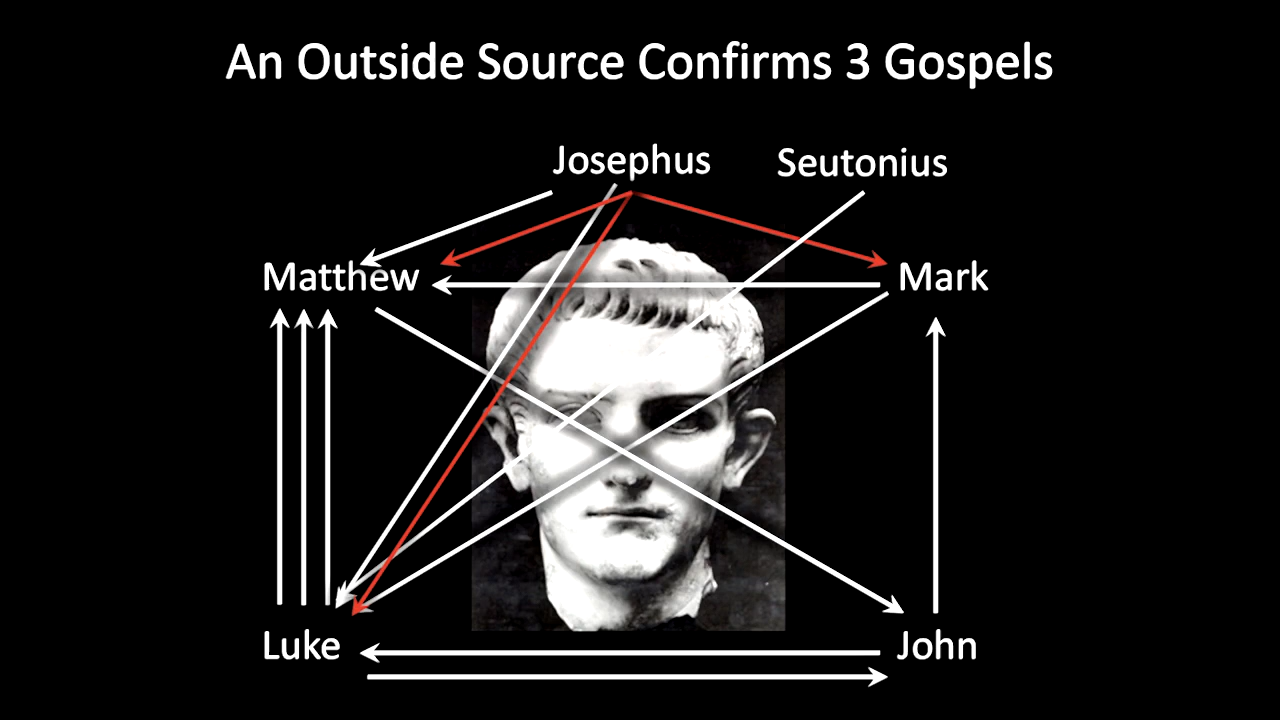 An Outside Source Confirms 3 Gospels
Josephus Seutonius
Matthew Mark
Luke John